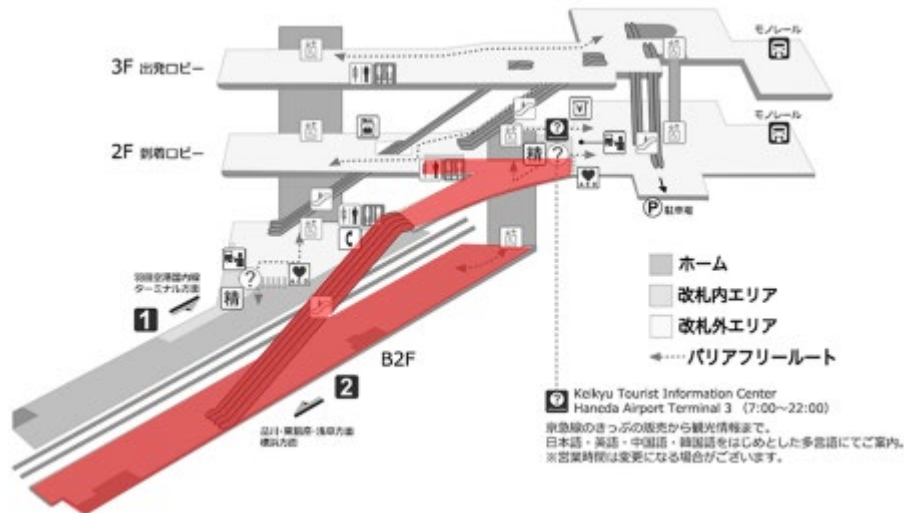 モノレール
3F 出発ロビー
モノレール
2F 到着ロビー
精
P 駐車場
羽田空港国内線
ターミナル方面
精
1
ホーム
改札内エリア
改札外エリア
バリアフリールート
B2F
2
品川・東銀座・浅草方面
横浜方面
Keikyu Tourist Information Center
Haneda Airport Terminal 3 （7:00～22:00）
京急線のきっぷの販売から観光情報まで。
日本語・英語・中国語・韓国語をはじめとした多言語にてご案内。
※営業時間は変更になる場合がございます。